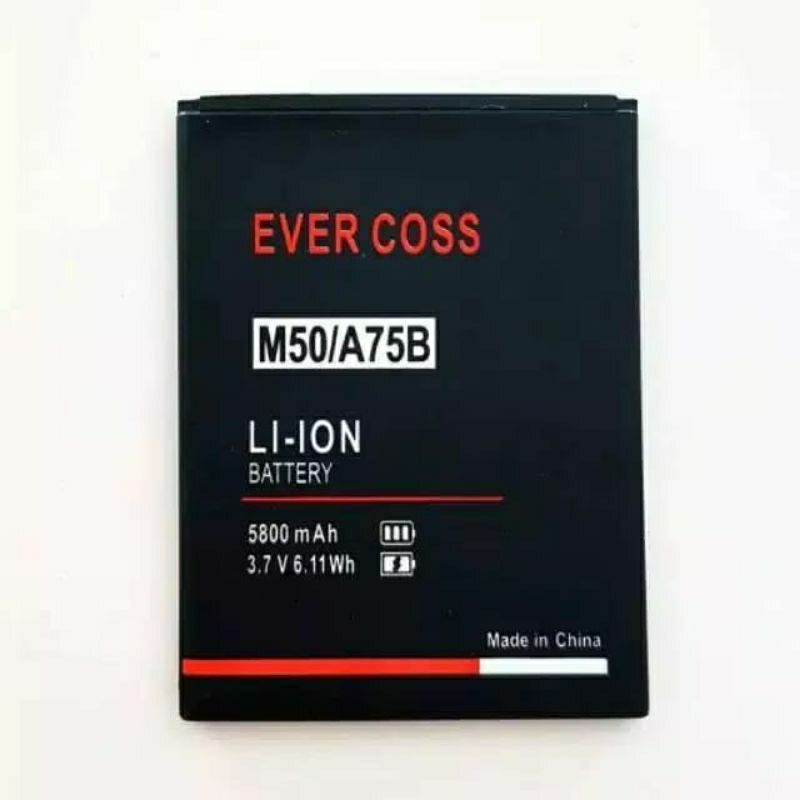 EVER COSS
M50/A75B
LI-ION
BATTERY
5800 mAh
3.7 V 6.11Wh
Made in China